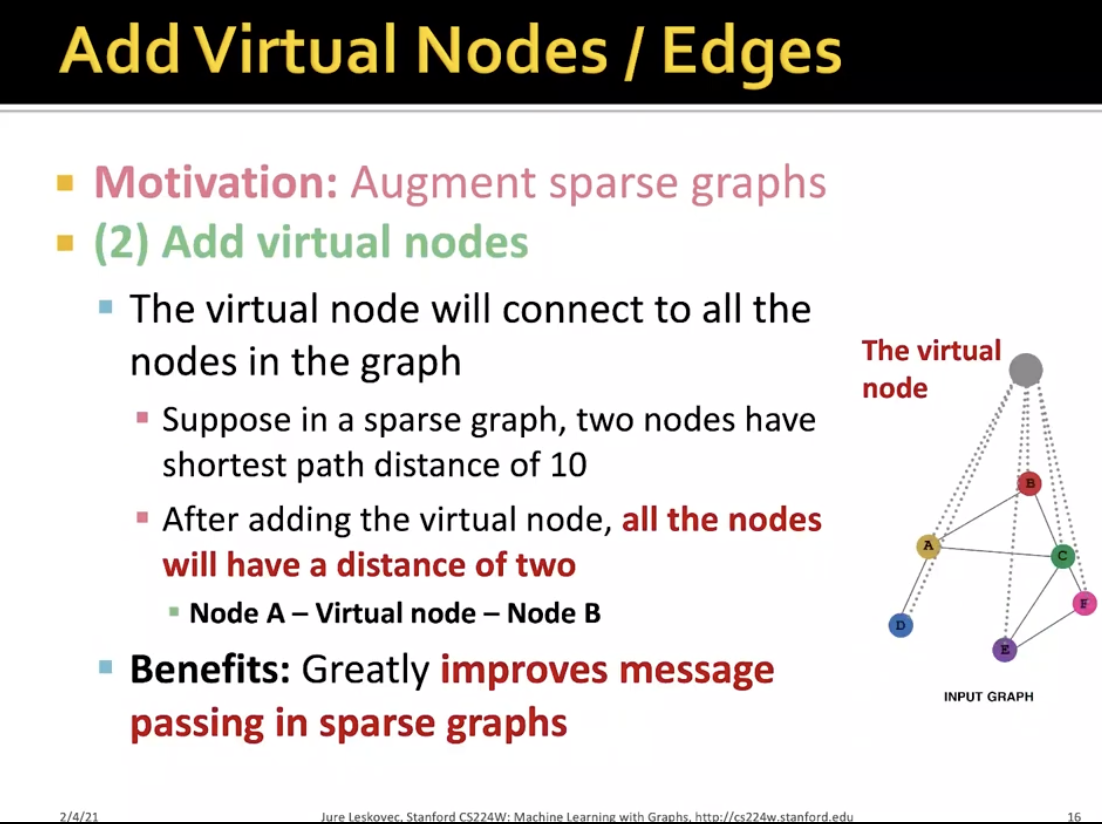 Add Virtual Nodes / Edges
Motivation: Augment sparse graphs
(2) Add virtual nodes
The virtual node will connect to all the
nodes in the graph
Suppose in a sparse graph, two nodes have
shortest path distance of 10
After adding the virtual node, all the nodes
will have a distance of two
Node A – Virtual node – Node B
Benefits: Greatly improves message
passing in sparse graphs
The virtual
node
B
A
C
F
D
E
INPUT GRAPH
2/4/21
Jure Leskovec, Stanford CS224W: Machine Learning with Graphs, http://cs224w.stanford.edu
16